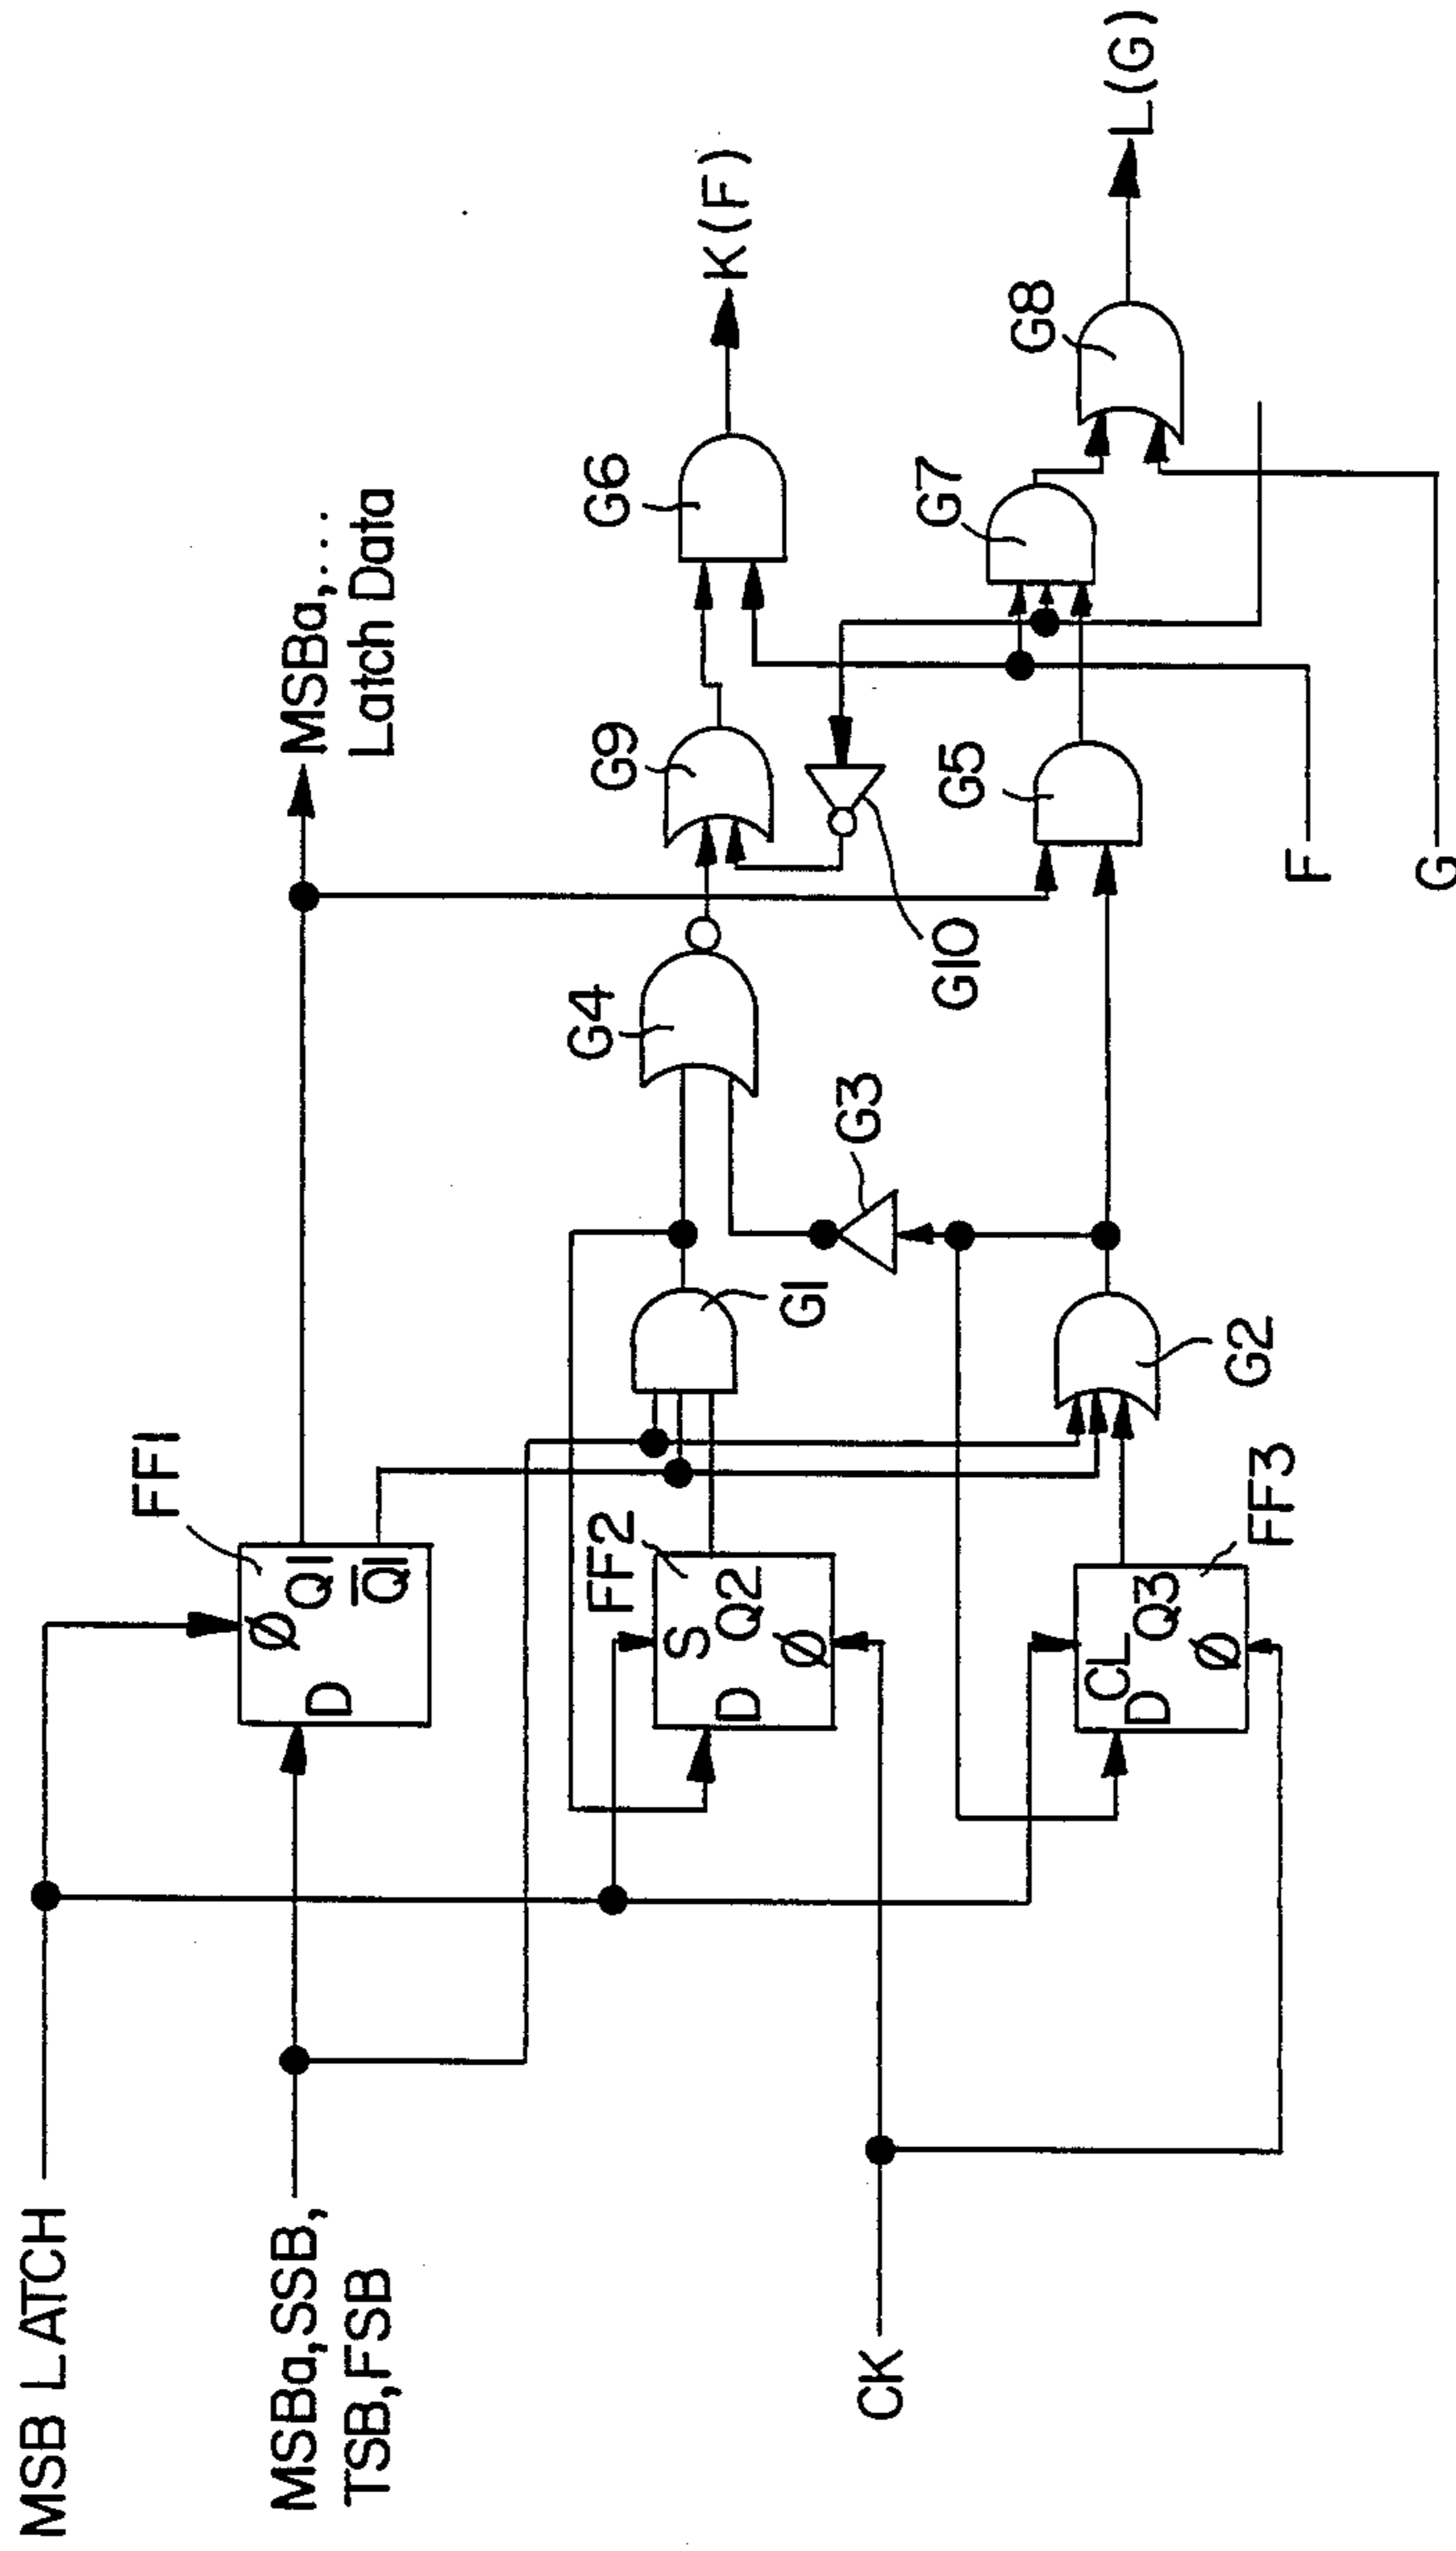 MSB LATCH
MSBa,SSB,
TSB,FSB
CK
FF1
Ø
Q1
Q̅1̅
D
FF2
S
Q2
D
Ø
FF3
CL
Q3
D
Ø
G1
G2
G3
G4
G5
G6
G7
G8
G9
G10
MSBa,...
Latch Data
F
G
K(F)
L(G)